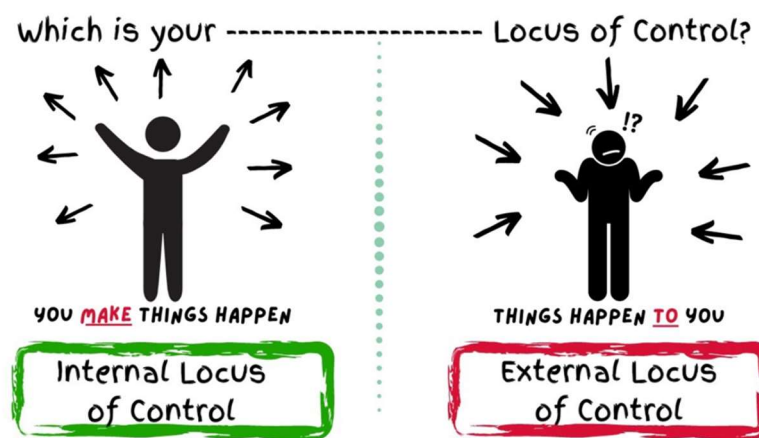 Which is your ---------------------- Locus of Control?
!?
YOU MAKE THINGS HAPPEN
THINGS HAPPEN TO YOU
Internal Locus
of Control
External Locus
of Control